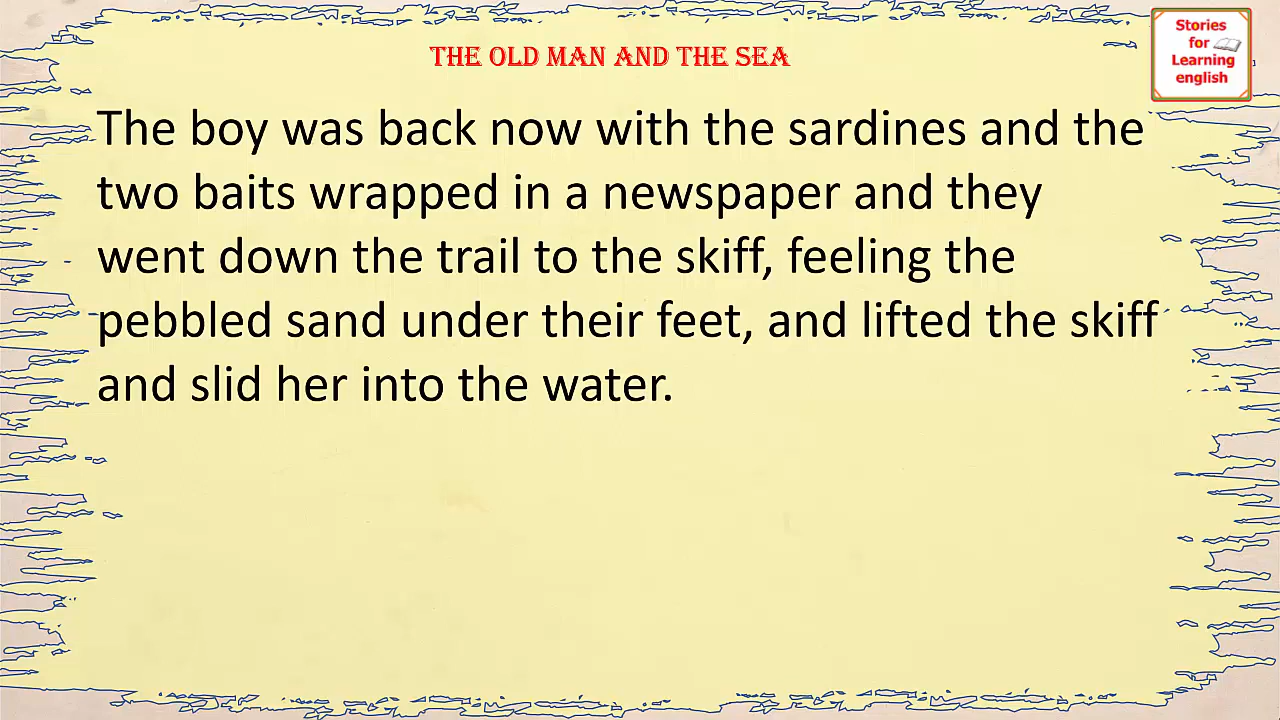 THE OLD MAN AND THE SEA
Stories
for
Learning
english
The boy was back now with the sardines and the
two baits wrapped in a newspaper and they
went down the trail to the skiff, feeling the
pebbled sand under their feet, and lifted the skiff
and slid her into the water.